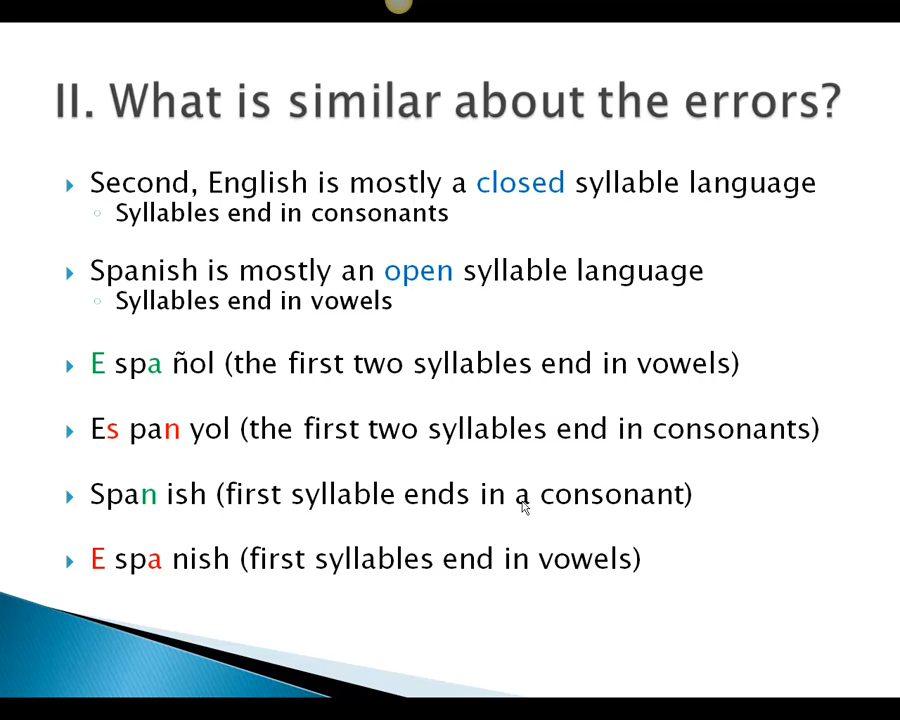 II. What is similar about the errors?
Second, English is mostly a closed syllable language
Syllables end in consonants
Spanish is mostly an open syllable language
Syllables end in vowels
E spa ñol (the first two syllables end in vowels)
Es pan yol (the first two syllables end in consonants)
Span ish (first syllable ends in a consonant)
E spa nish (first syllables end in vowels)